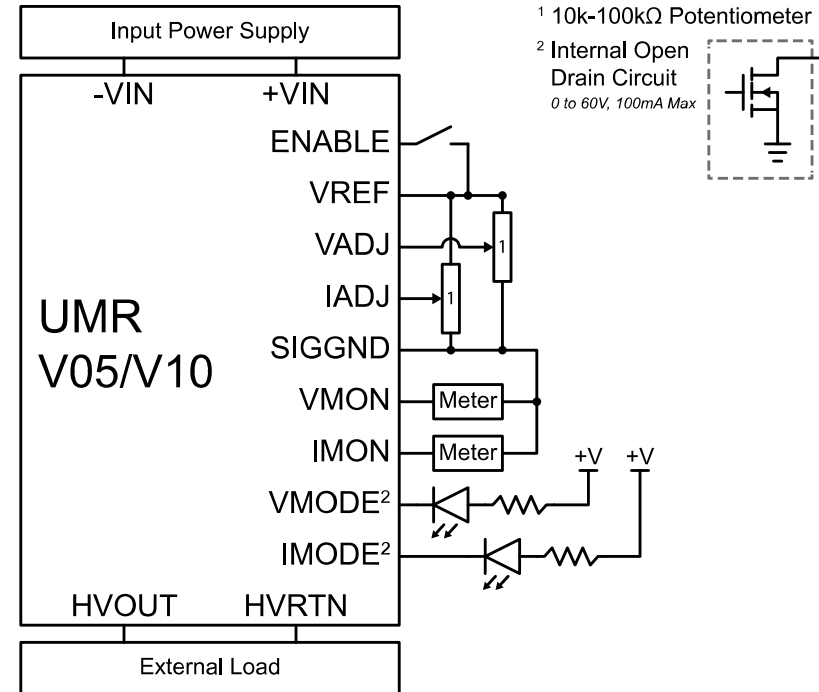 Input Power Supply
¹ 10k-100kΩ Potentiometer
² Internal Open
Drain Circuit
0 to 60V, 100mA Max
-VIN +VIN
ENABLE
VREF
VADJ
1
IADJ
1
UMR
V05/V10
SIGGND
VMON
Meter
IMON
Meter
+V +V
VMODE²
IMODE²
HVOUT HVRTN
External Load